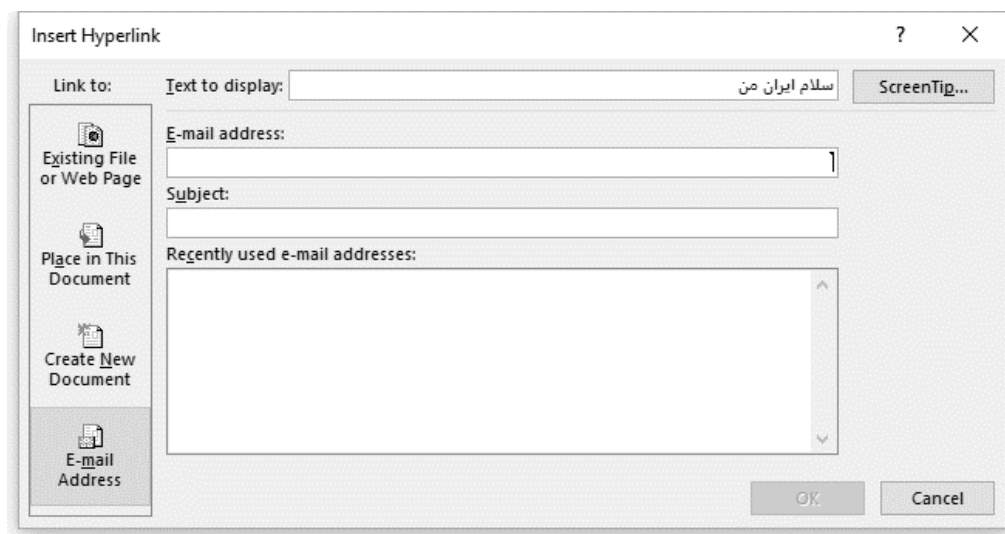 Insert Hyperlink
?
Link to:
Text to display:
سلام ایران من
ScreenTip...
Existing File
or Web Page
Place in This
Document
Create New
Document
E-mail
Address
E-mail address:
Subject:
Recently used e-mail addresses:
OK
Cancel